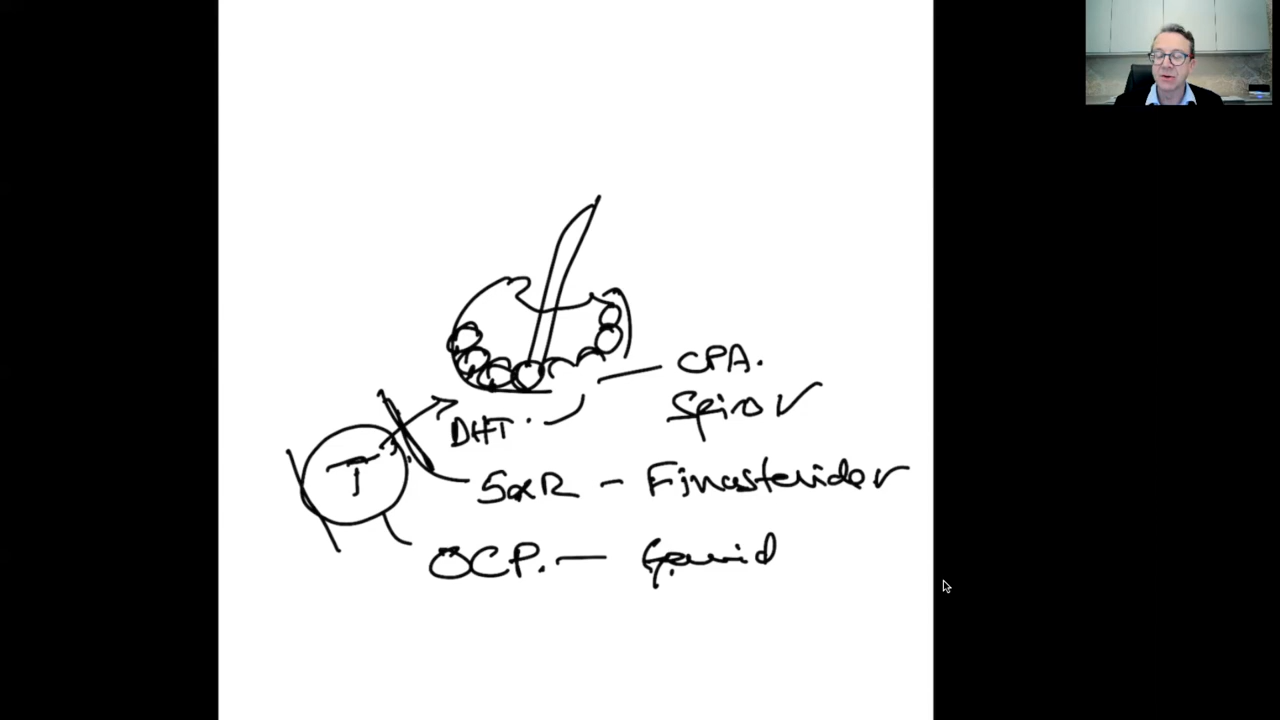 CPA.
Spiro ✓
DHT
T
5αR – Finasteride ✓
OCP. –